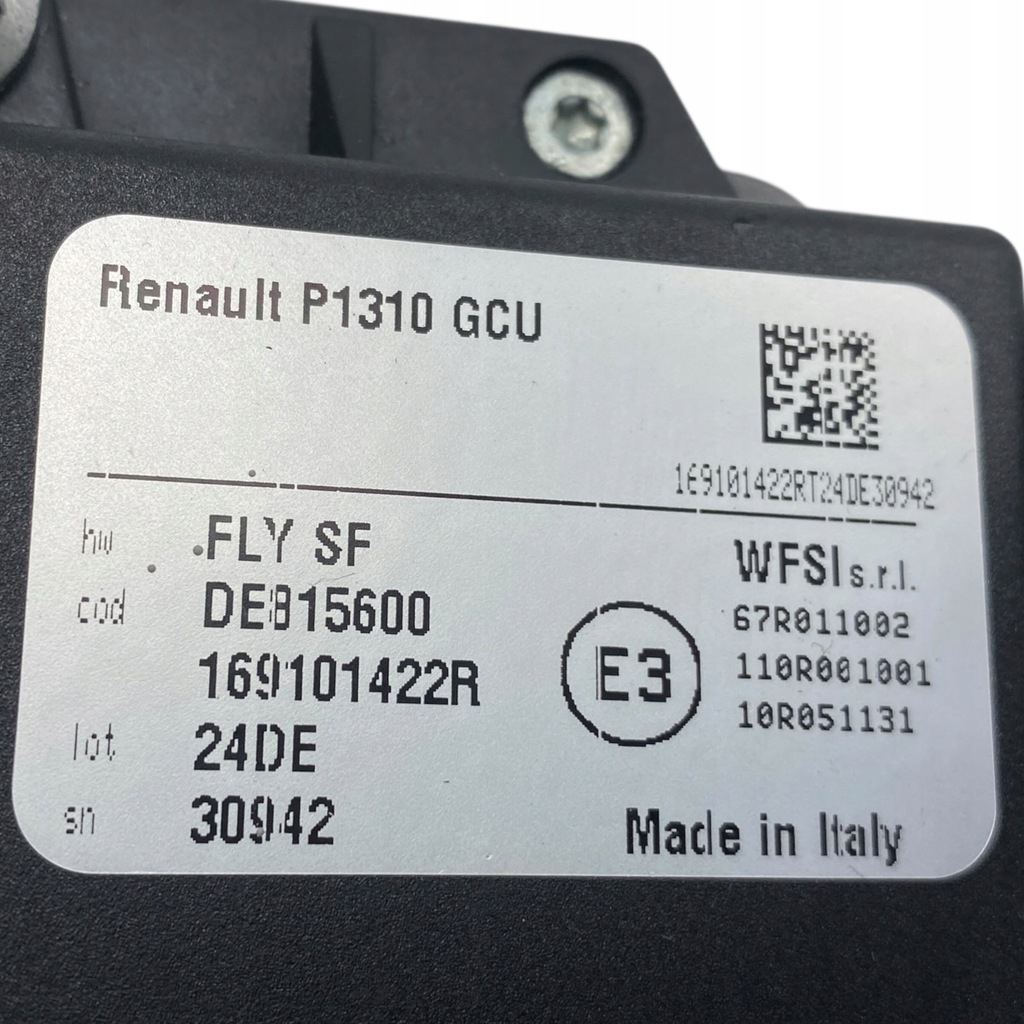 Renault P1310 GCU
169101422RT24DE30942
hw FLY SF
cod DE815600
169101422R
lot 24DE
sn 30942
WFSI s.r.l.
67R011002
110R001001
10R051131
E3
Made in Italy